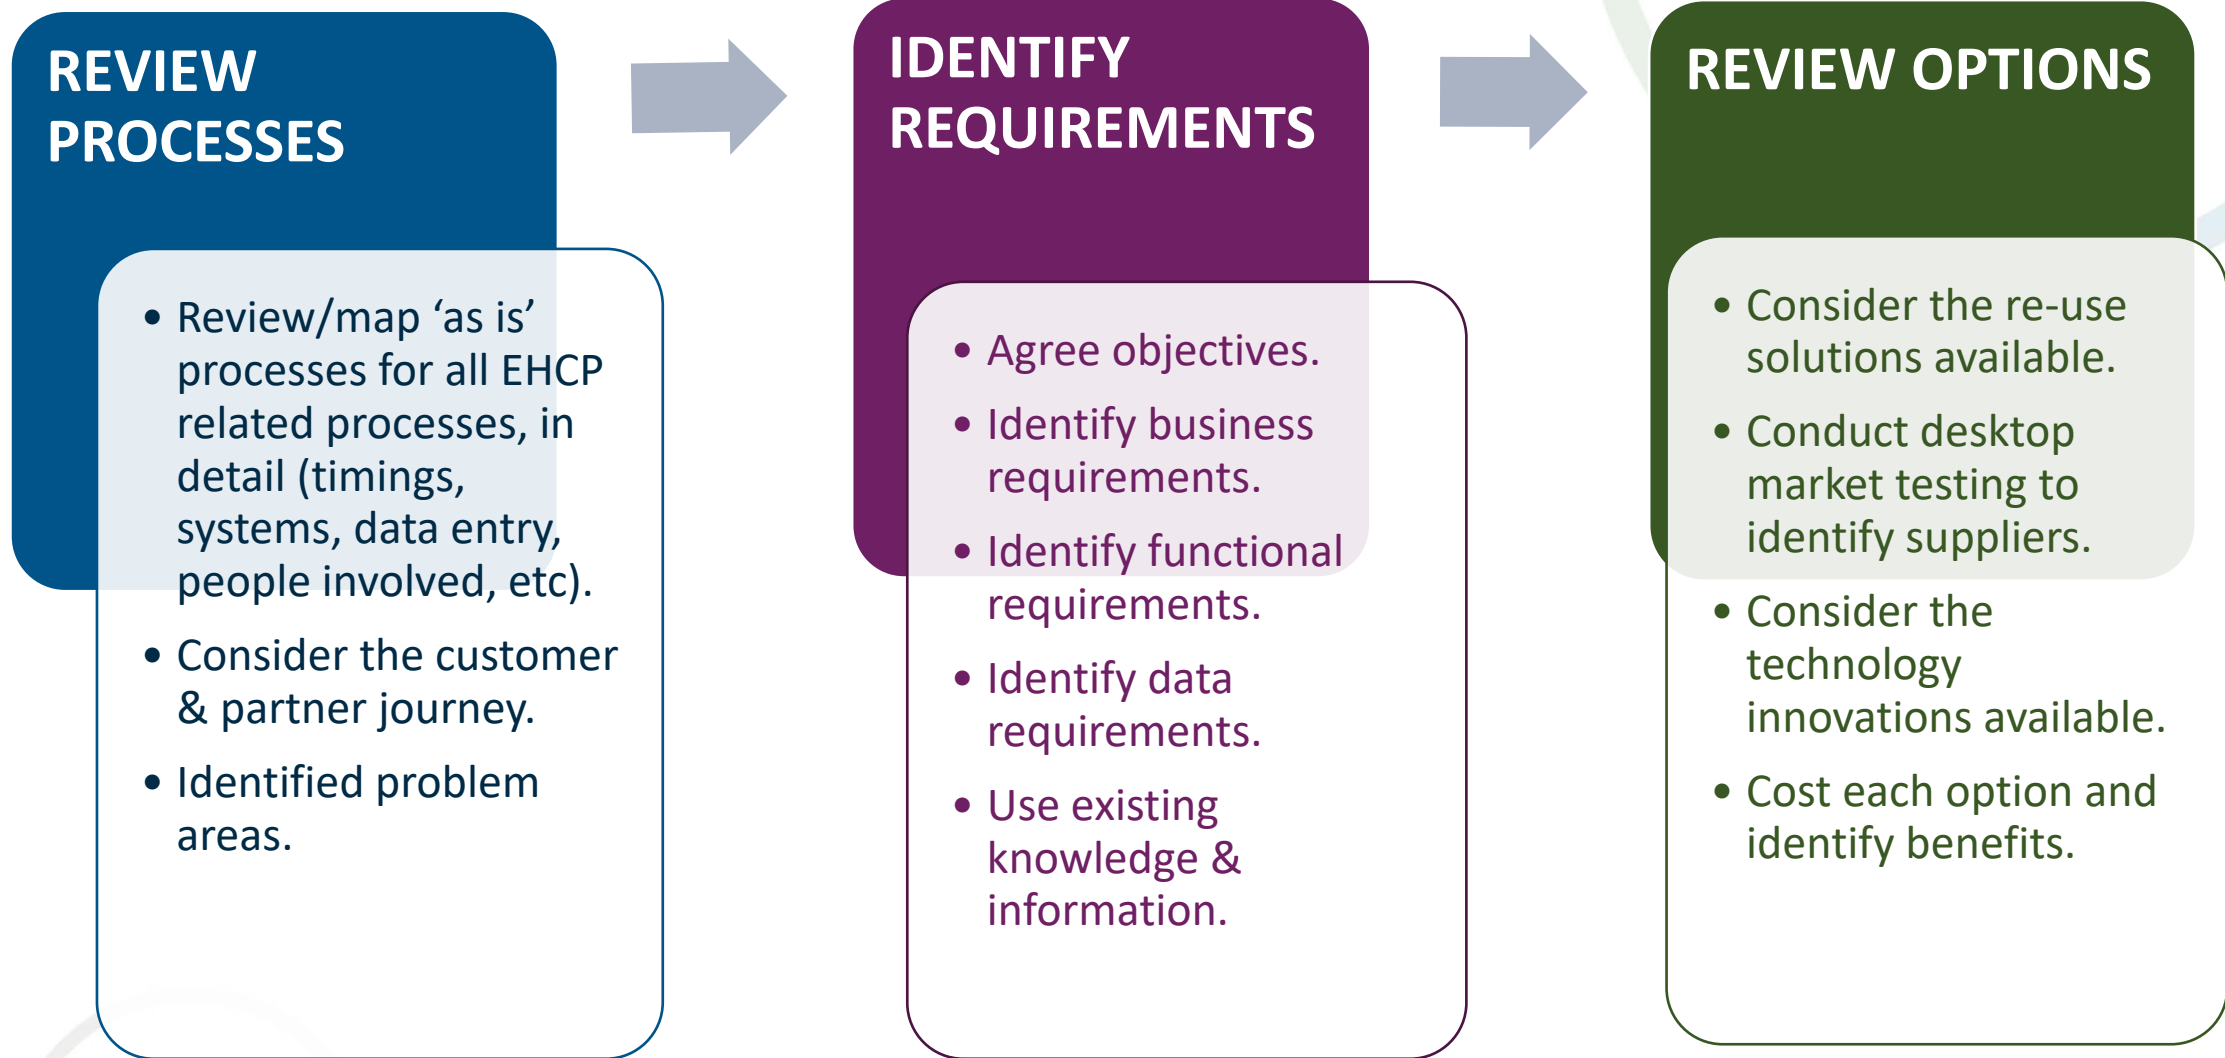 REVIEW
PROCESSES
• Review/map ‘as is’
processes for all EHCP
related processes, in
detail (timings,
systems, data entry,
people involved, etc).
• Consider the customer
& partner journey.
• Identified problem
areas.
IDENTIFY
REQUIREMENTS
• Agree objectives.
• Identify business
requirements.
• Identify functional
requirements.
• Identify data
requirements.
• Use existing
knowledge &
information.
REVIEW OPTIONS
• Consider the re-use
solutions available.
• Conduct desktop
market testing to
identify suppliers.
• Consider the
technology
innovations available.
• Cost each option and
identify benefits.